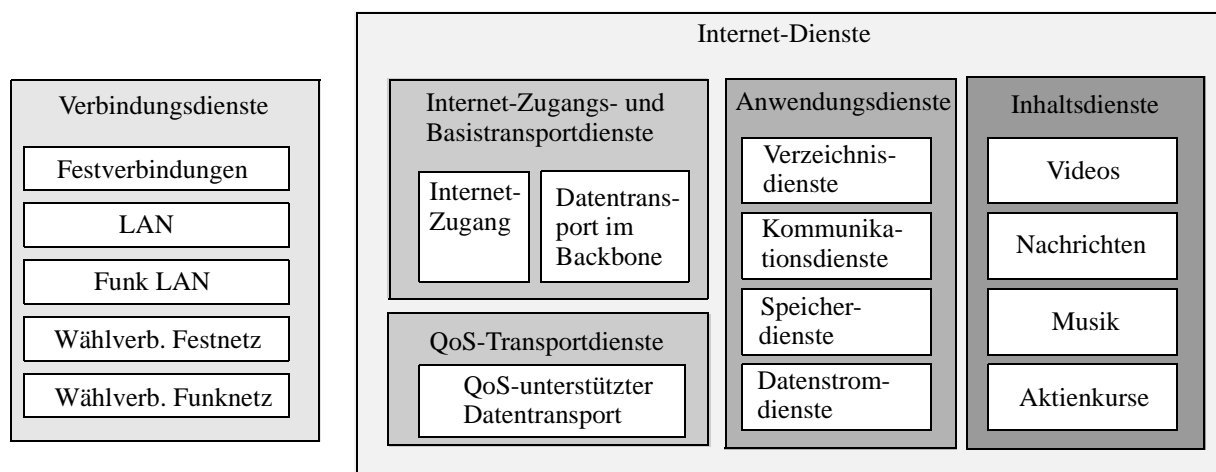 Internet-Dienste
Verbindungsdienste
Festverbindungen
LAN
Funk LAN
Wählverb. Festnetz
Wählverb. Funknetz
Internet-Zugangs- und
Basistransportdienste
Internet-
Zugang
Datentrans-
port im
Backbone
QoS-Transportdienste
QoS-unterstützter
Datentransport
Anwendungsdienste
Verzeichnis-
dienste
Kommunika-
tionsdienste
Speicher-
dienste
Datenstrom-
dienste
Inhaltsdienste
Videos
Nachrichten
Musik
Aktienkurse